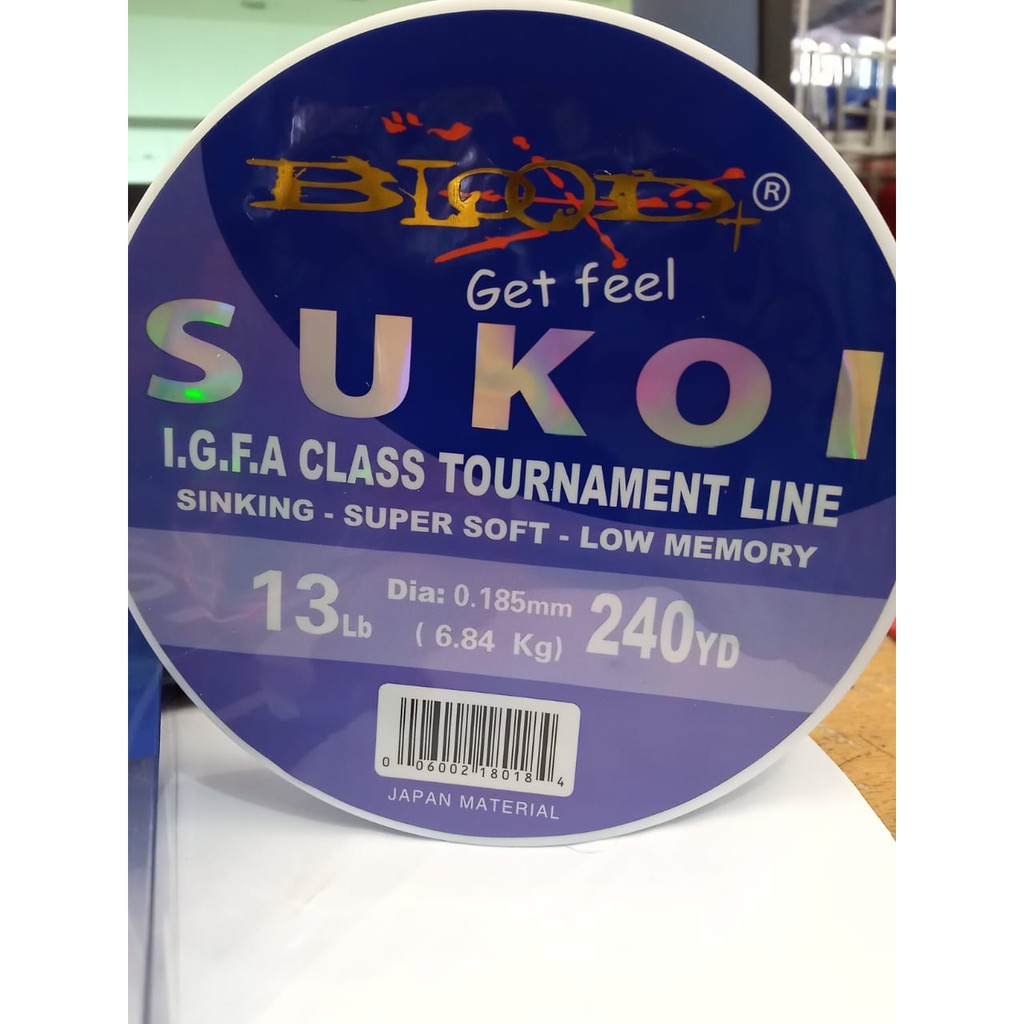 BLOOD+ ®
Get feel
SUKOI
I.G.F.A CLASS TOURNAMENT LINE
SINKING - SUPER SOFT - LOW MEMORY
13Lb Dia: 0.185mm 240YD
( 6.84 Kg)
0 06002 18018 4
JAPAN MATERIAL